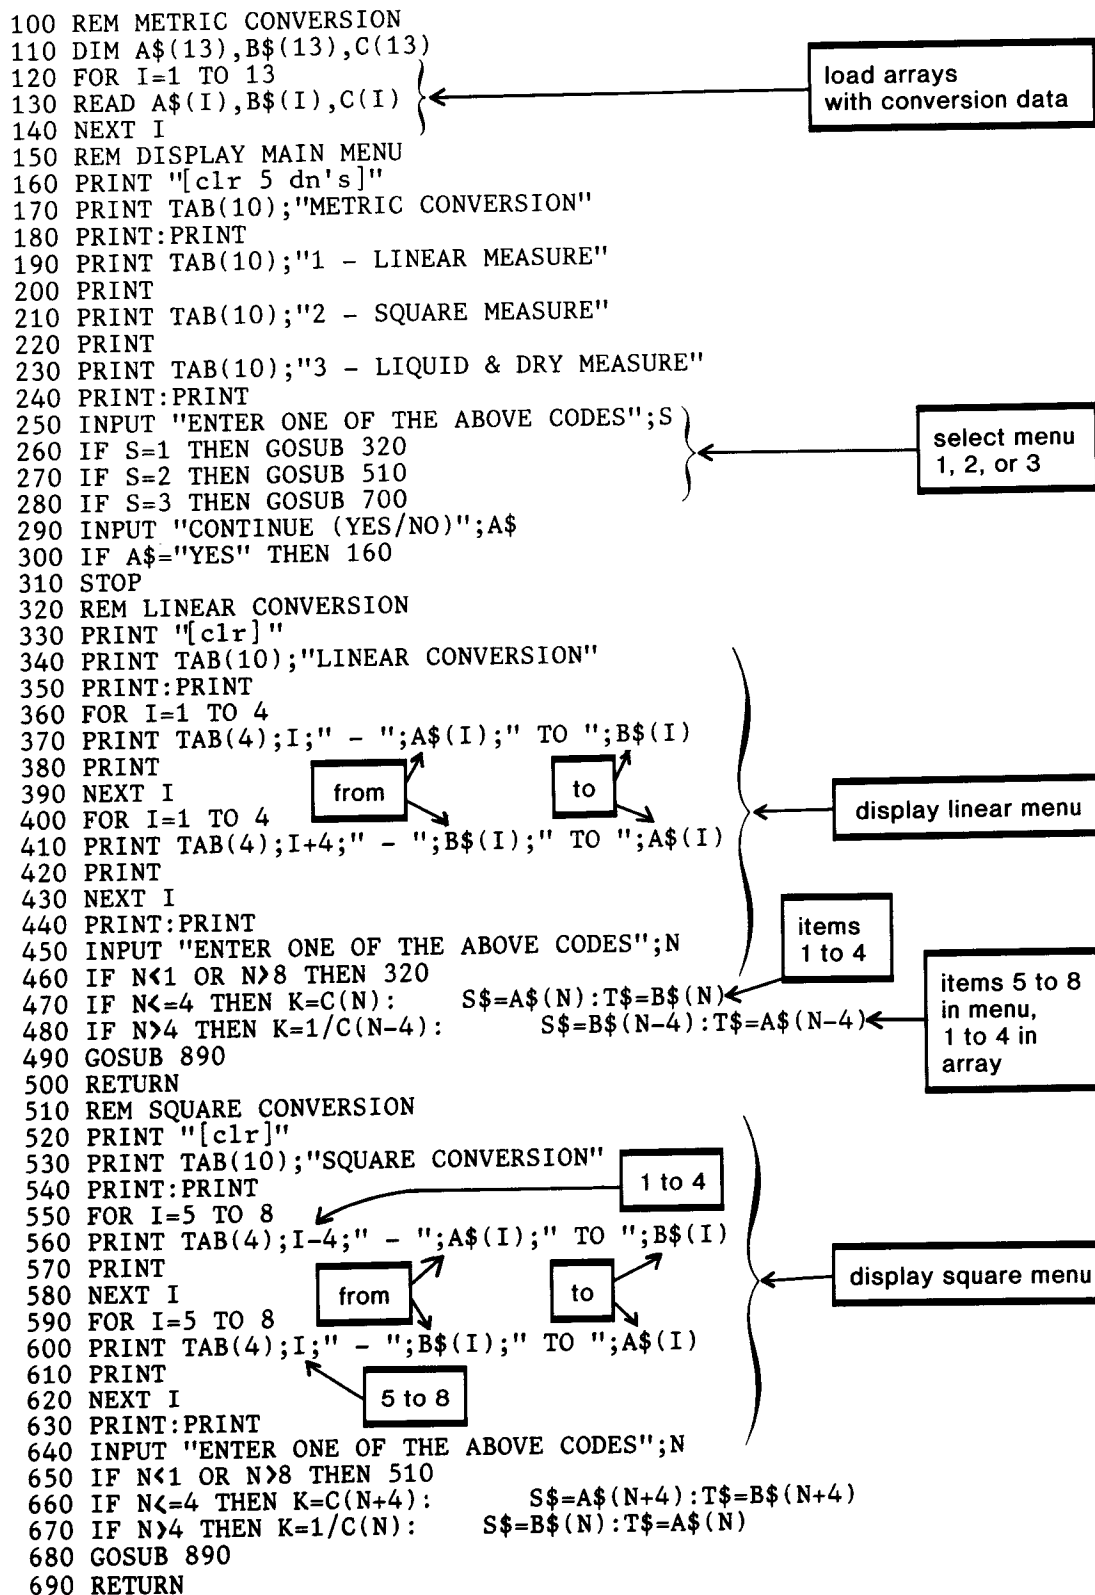 100 REM METRIC CONVERSION
110 DIM A$(13),B$(13),C(13)
120 FOR I=1 TO 13
130 READ A$(I),B$(I),C(I)
load arrays
with conversion data
140 NEXT I
150 REM DISPLAY MAIN MENU
160 PRINT "[clr 5 dn's]"
170 PRINT TAB(10);"METRIC CONVERSION"
180 PRINT:PRINT
190 PRINT TAB(10);"1 - LINEAR MEASURE"
200 PRINT
210 PRINT TAB(10);"2 - SQUARE MEASURE"
220 PRINT
230 PRINT TAB(10);"3 - LIQUID & DRY MEASURE"
240 PRINT:PRINT
250 INPUT "ENTER ONE OF THE ABOVE CODES";S
260 IF S=1 THEN GOSUB 320
270 IF S=2 THEN GOSUB 510
280 IF S=3 THEN GOSUB 700
select menu
1, 2, or 3
290 INPUT "CONTINUE (YES/NO)";A$
300 IF A$="YES" THEN 160
310 STOP
320 REM LINEAR CONVERSION
330 PRINT "[clr]"
340 PRINT TAB(10);"LINEAR CONVERSION"
350 PRINT:PRINT
360 FOR I=1 TO 4
370 PRINT TAB(4);I;" - ";A$(I);" TO ";B$(I)
380 PRINT
390 NEXT I
from
to
display linear menu
400 FOR I=1 TO 4
410 PRINT TAB(4);I+4;" - ";B$(I);" TO ";A$(I)
420 PRINT
430 NEXT I
440 PRINT:PRINT
450 INPUT "ENTER ONE OF THE ABOVE CODES";N
items
1 to 4
460 IF N<1 OR N>8 THEN 320
470 IF N<=4 THEN K=C(N): S$=A$(N):T$=B$(N)
480 IF N>4 THEN K=1/C(N-4): S$=B$(N-4):T$=A$(N-4)
items 5 to 8
in menu,
1 to 4 in
array
490 GOSUB 890
500 RETURN
510 REM SQUARE CONVERSION
520 PRINT "[clr]"
530 PRINT TAB(10);"SQUARE CONVERSION"
540 PRINT:PRINT
1 to 4
550 FOR I=5 TO 8
560 PRINT TAB(4);I-4;" - ";A$(I);" TO ";B$(I)
570 PRINT
580 NEXT I
from
to
display square menu
590 FOR I=5 TO 8
600 PRINT TAB(4);I;" - ";B$(I);" TO ";A$(I)
610 PRINT
620 NEXT I
5 to 8
630 PRINT:PRINT
640 INPUT "ENTER ONE OF THE ABOVE CODES";N
650 IF N<1 OR N>8 THEN 510
660 IF N<=4 THEN K=C(N+4): S$=A$(N+4):T$=B$(N+4)
670 IF N>4 THEN K=1/C(N): S$=B$(N):T$=A$(N)
680 GOSUB 890
690 RETURN